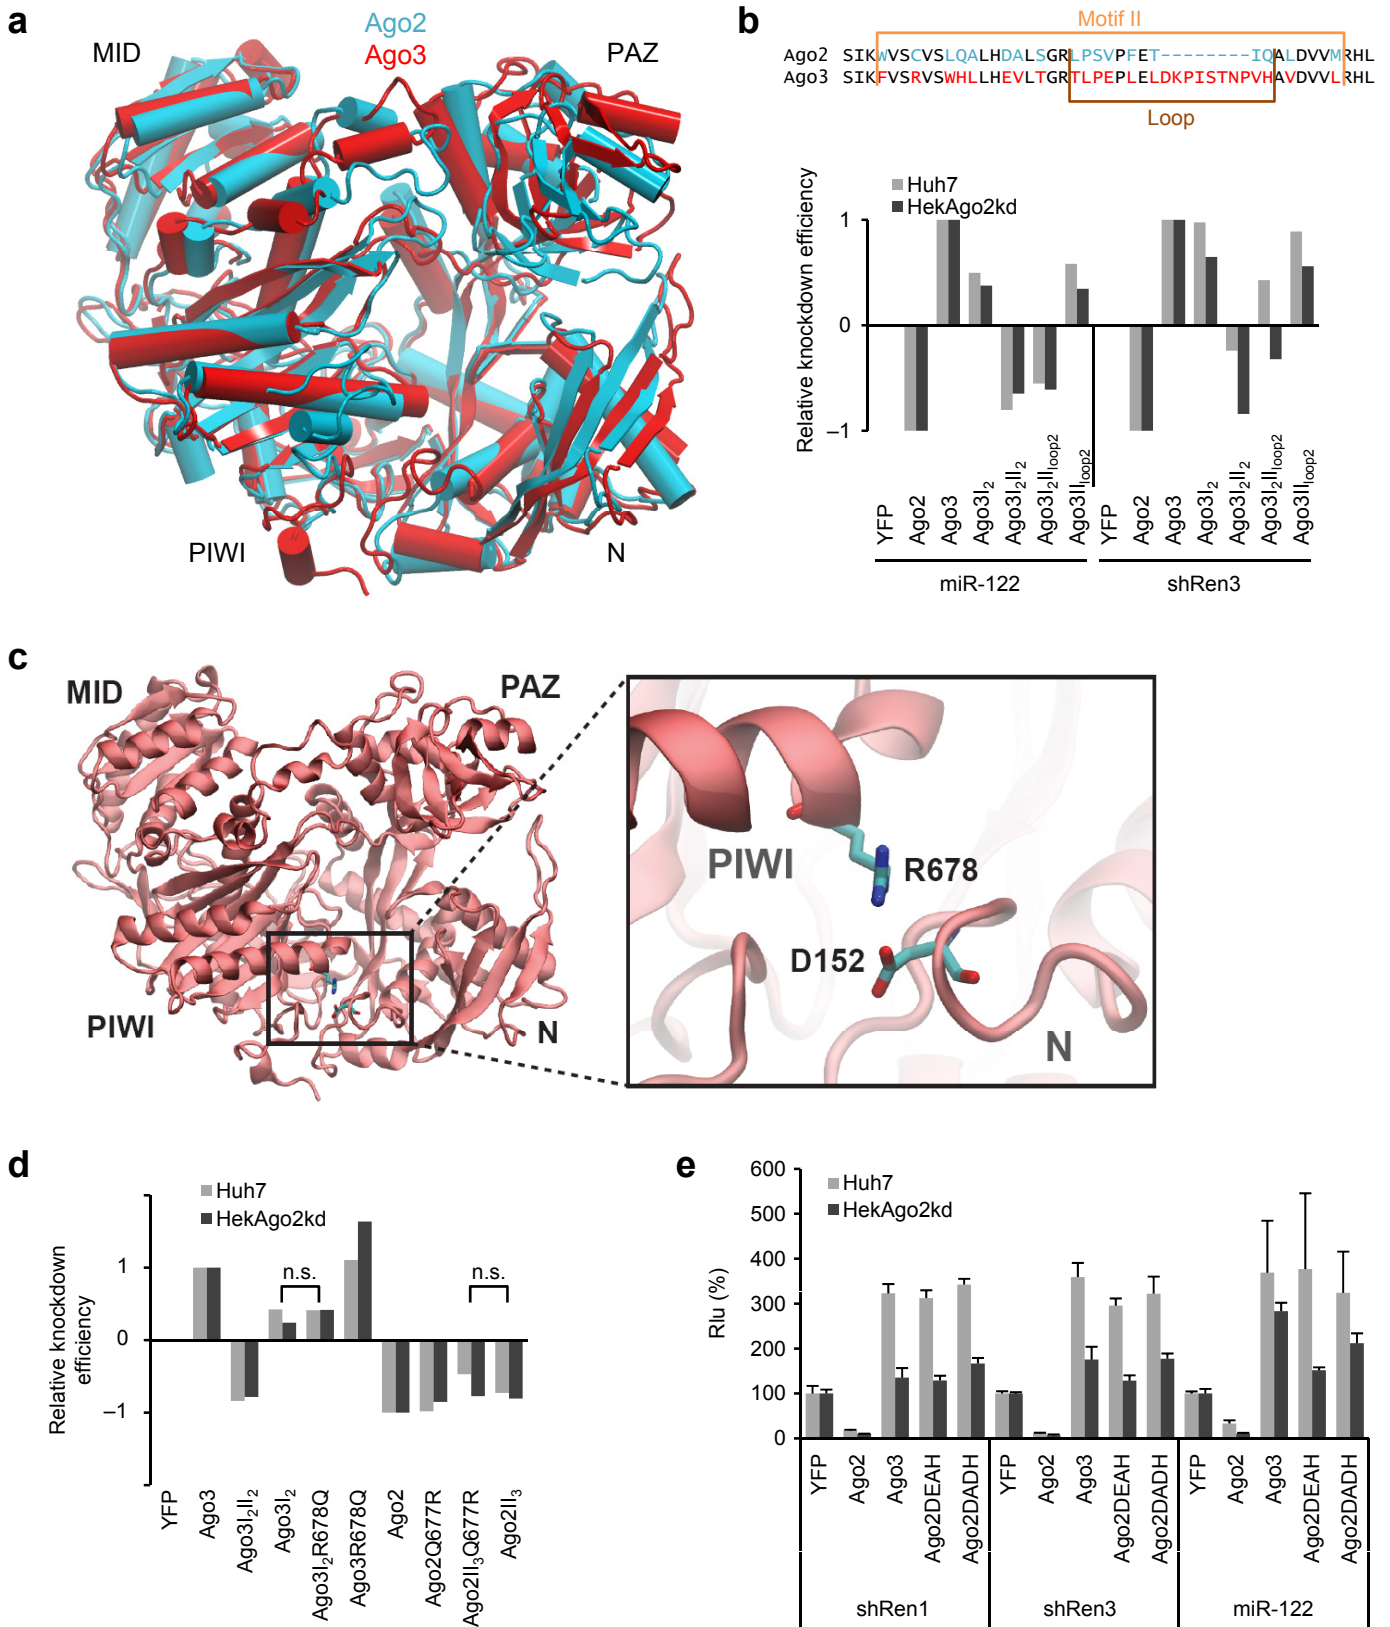 a
Ago2
Ago3
MID
PAZ
PIWI
N
b
Motif II
Ago2 SIKWVSCVSLQALHDALSGRLPSVPFET--------IQALDVVMRHL
Ago3 SIKFVSRVSWHLLHEVLTGRTLPEPLELDKPISTNPVHAVDVVLRHL
Loop
Huh7
HekAgo2kd
Relative knockdown efficiency
1
0
–1
YFP
Ago2
Ago3
Ago3I2
Ago3I2II2
Ago3I2IIloop2
Ago3IIloop2
YFP
Ago2
Ago3
Ago3I2
Ago3I2II2
Ago3I2IIloop2
Ago3IIloop2
miR-122
shRen3
c
MID
PAZ
PIWI
N
PIWI
R678
D152
N
d
Huh7
HekAgo2kd
Relative knockdown
efficiency
1
0
–1
n.s.
n.s.
YFP
Ago3
Ago3I2II2
Ago3I2
Ago3I2R678Q
Ago3R678Q
Ago2
Ago2Q677R
Ago2II3Q677R
Ago2II3
e
Huh7
HekAgo2kd
Rlu (%)
600
500
400
300
200
100
0
YFP
Ago2
Ago3
Ago2DEAH
Ago2DADH
YFP
Ago2
Ago3
Ago2DEAH
Ago2DADH
YFP
Ago2
Ago3
Ago2DEAH
Ago2DADH
shRen1
shRen3
miR-122